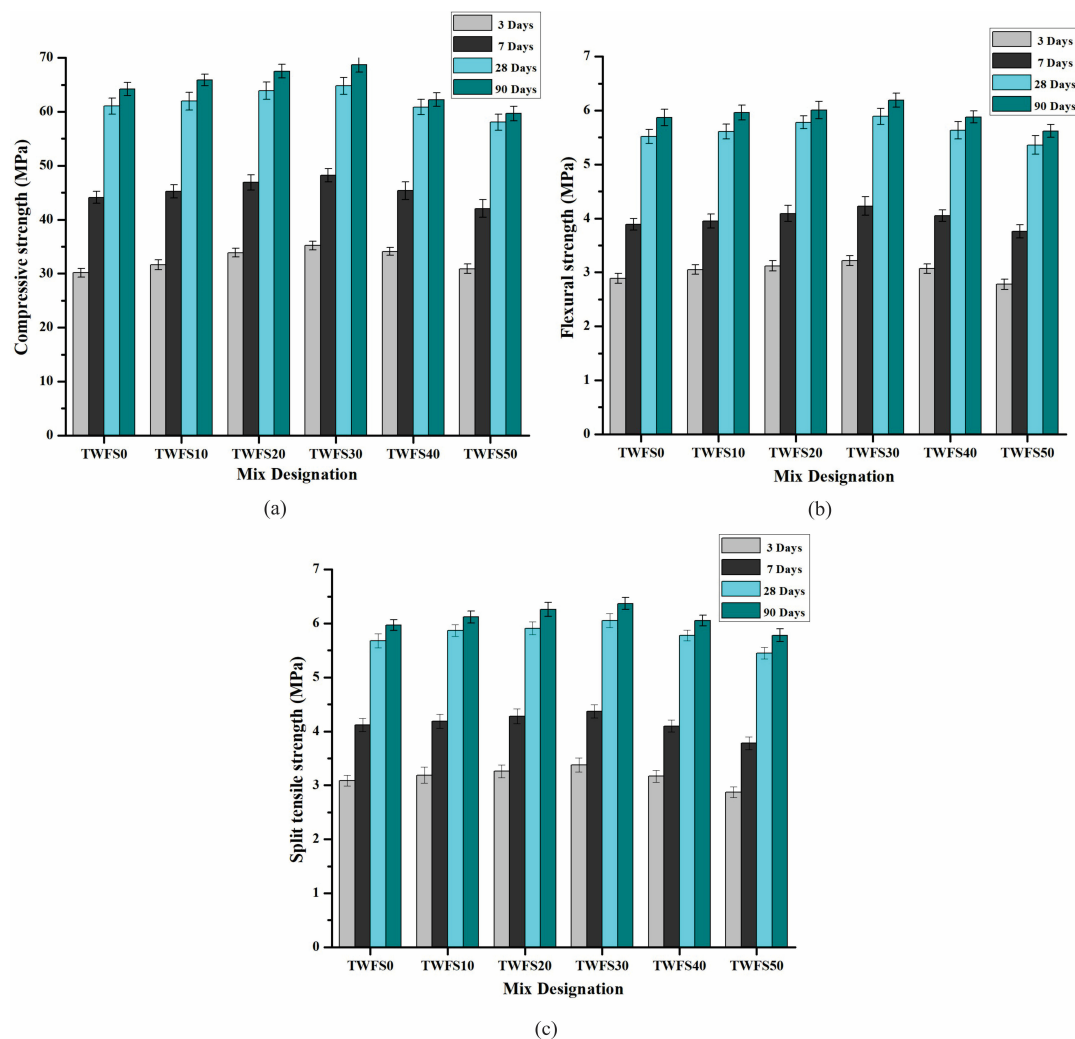 3 Days
7 Days
28 Days
90 Days
70
60
50
40
30
20
10
0
Compressive strength (MPa)
TWFS0 TWFS10 TWFS20 TWFS30 TWFS40 TWFS50
Mix Designation
(a)
3 Days
7 Days
28 Days
90 Days
7
6
5
4
3
2
1
0
Flexural strength (MPa)
TWFS0 TWFS10 TWFS20 TWFS30 TWFS40 TWFS50
Mix Designation
(b)
3 Days
7 Days
28 Days
90 Days
7
6
5
4
3
2
1
0
Split tensile strength (MPa)
TWFS0 TWFS10 TWFS20 TWFS30 TWFS40 TWFS50
Mix Designation
(c)